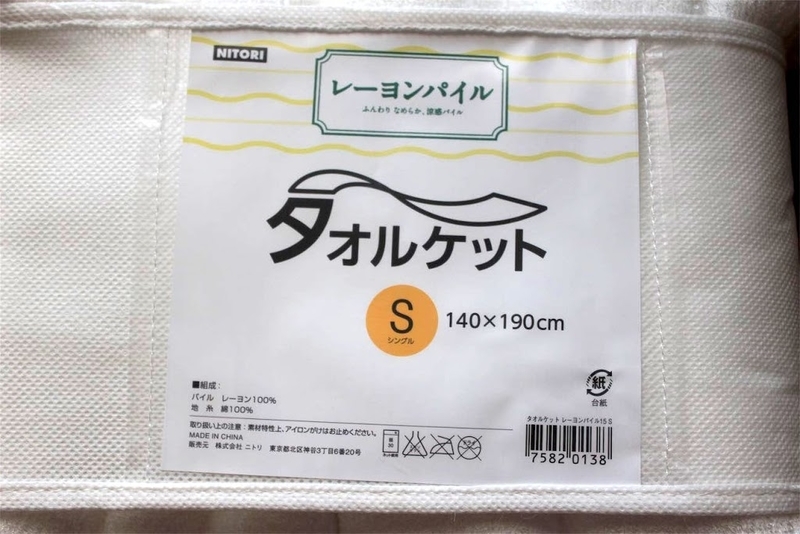 NITORI
レーヨンパイル
ふんわり なめらか、涼感パイル
タオルケット
S
シングル
140×190cm
■組成:
パイル レーヨン100%
地 糸 綿100%
取り扱い上の注意:素材特性上、アイロンがけはお止めください。
MADE IN CHINA
販売元 株式会社 ニトリ 東京都北区神谷3丁目6番20号
紙
台紙
タオルケット レーヨンパイル15 S
7582 0138